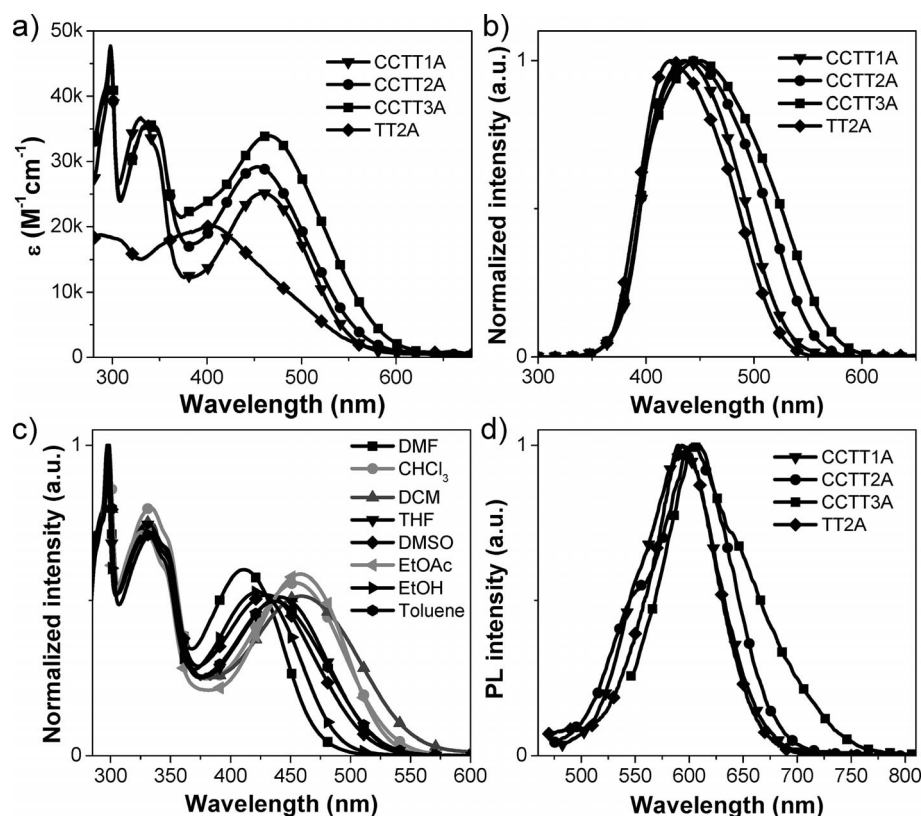 a)
50k
40k
30k
20k
10k
0
ε (M⁻¹cm⁻¹)
300
400
500
600
Wavelength (nm)
CCTT1A
CCTT2A
CCTT3A
TT2A
b)
1
0
Normalized intensity (a.u.)
300
400
500
600
Wavelength (nm)
CCTT1A
CCTT2A
CCTT3A
TT2A
c)
1
0
Normalized intensity (a.u.)
300
350
400
450
500
550
600
Wavelength (nm)
DMF
CHCl₃
DCM
THF
DMSO
EtOAc
EtOH
Toluene
d)
1
0
PL intensity (a.u.)
500
550
600
650
700
750
800
Wavelength (nm)
CCTT1A
CCTT2A
CCTT3A
TT2A